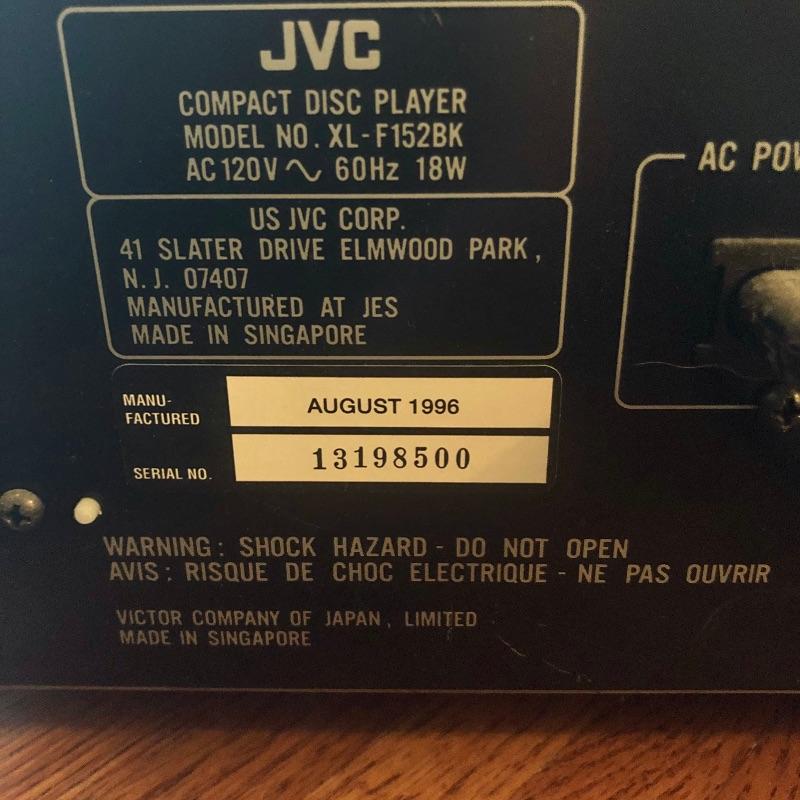 JVC
COMPACT DISC PLAYER
MODEL NO. XL-F152BK
AC 120V ~ 60Hz 18W
US JVC CORP.
41 SLATER DRIVE ELMWOOD PARK,
N.J. 07407
MANUFACTURED AT JES
MADE IN SINGAPORE
MANU-
FACTURED
AUGUST 1996
SERIAL NO.
13198500
AC POW
WARNING: SHOCK HAZARD - DO NOT OPEN
AVIS: RISQUE DE CHOC ELECTRIQUE - NE PAS OUVRIR
VICTOR COMPANY OF JAPAN, LIMITED
MADE IN SINGAPORE